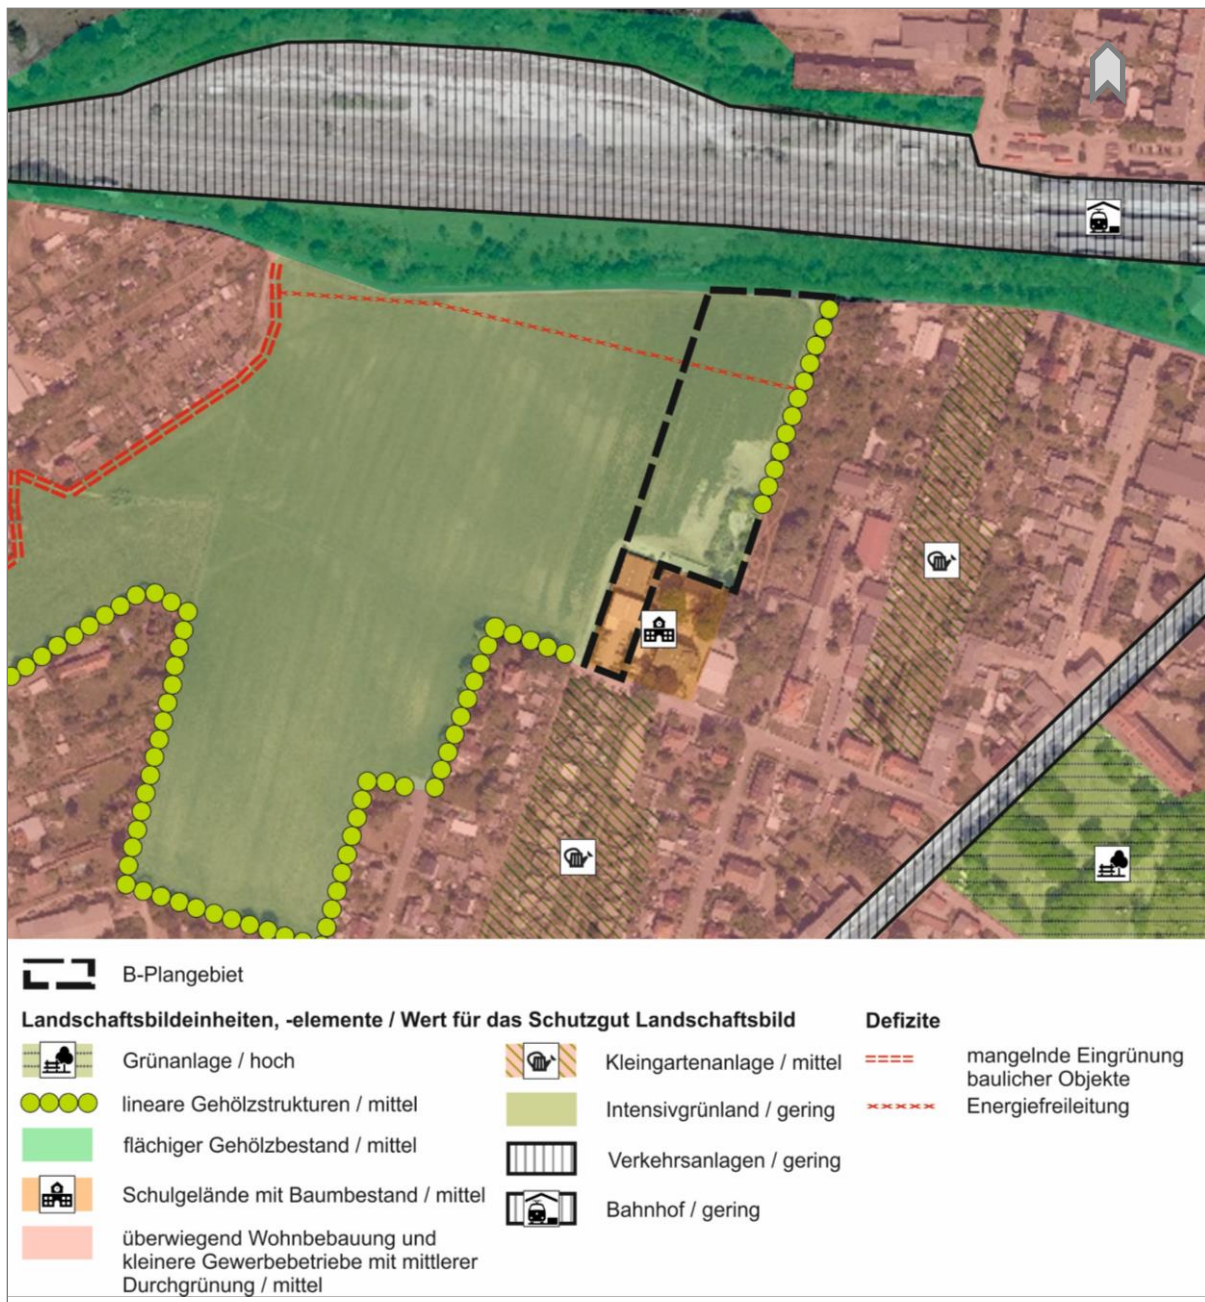 B-Plangebiet
Landschaftsbildeinheiten, -elemente / Wert für das Schutzgut Landschaftsbild
Grünanlage / hoch
lineare Gehölzstrukturen / mittel
flächiger Gehölzbestand / mittel
Schulgelände mit Baumbestand / mittel
überwiegend Wohnbebauung und
kleinere Gewerbebetriebe mit mittlerer
Durchgrünung / mittel
Kleingartenanlage / mittel
Intensivgrünland / gering
Verkehrsanlagen / gering
Bahnhof / gering
Defizite
mangelnde Eingrünung
baulicher Objekte
Energiefreileitung